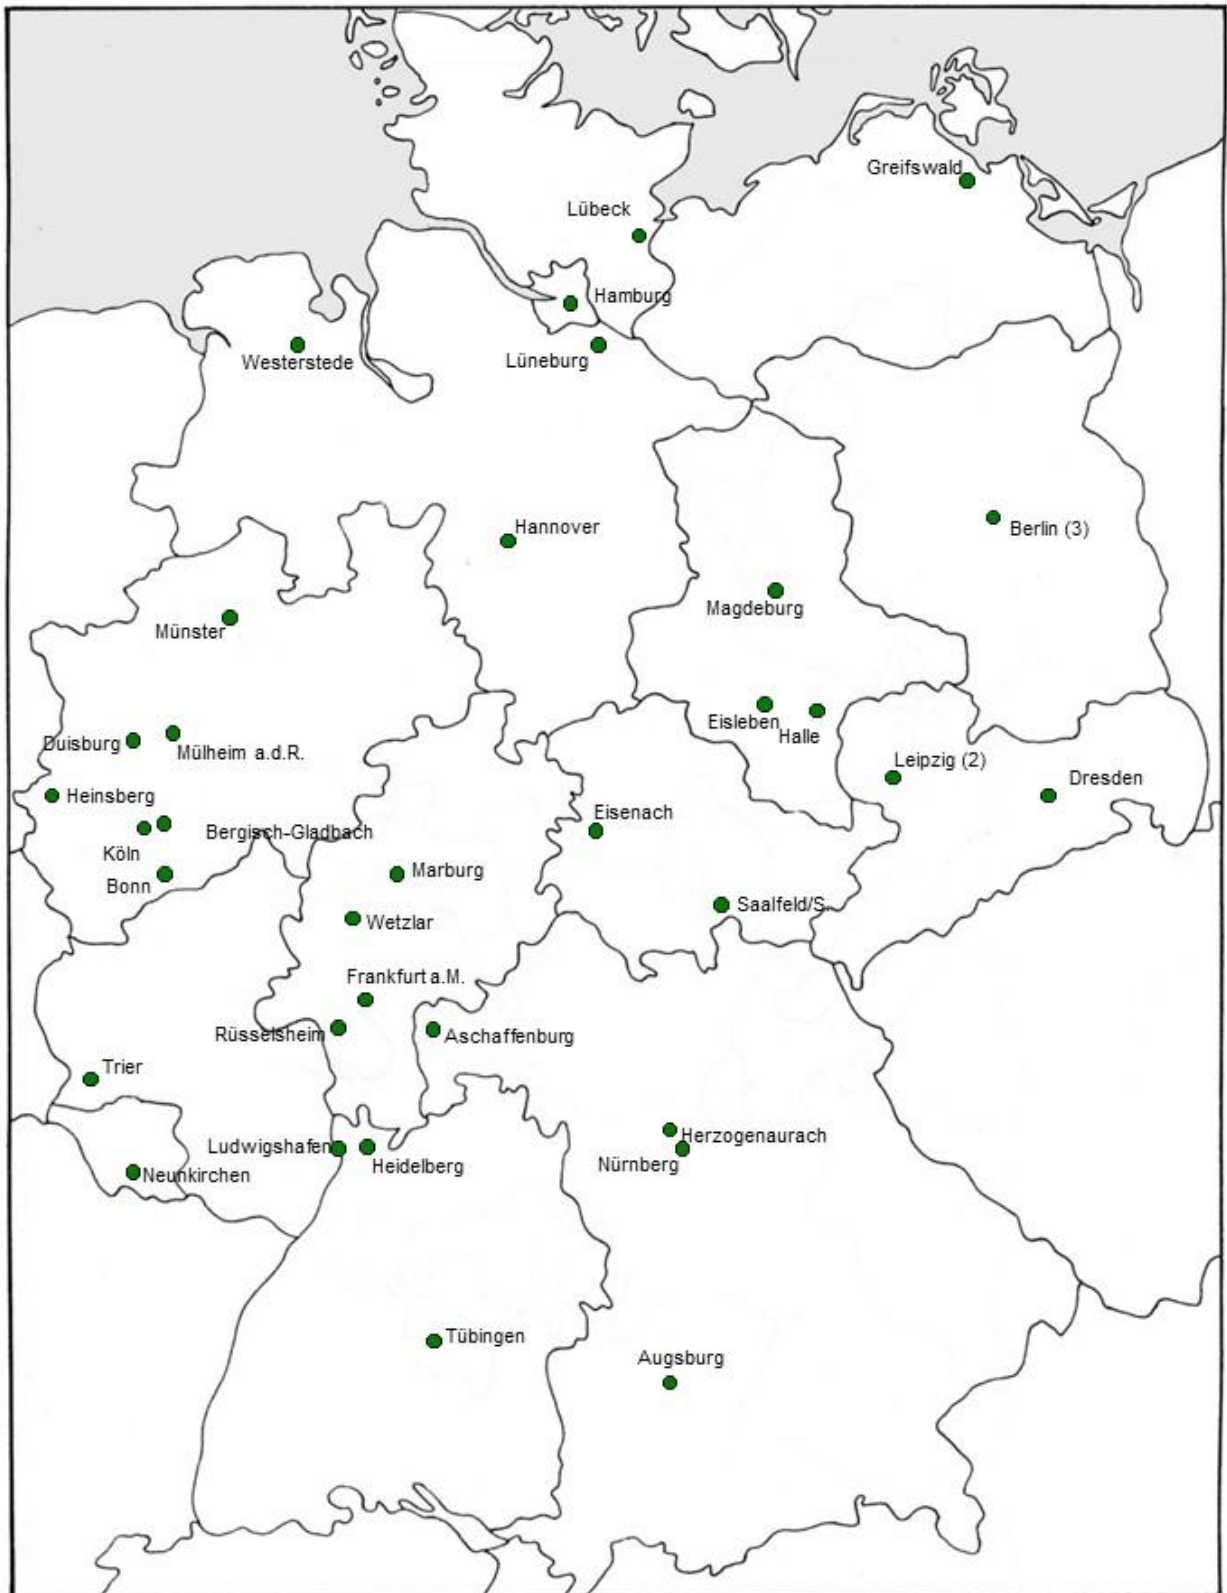 Greifswald
Lübeck
Hamburg
Westerstede
Lüneburg
Hannover
Berlin (3)
Magdeburg
Münster
Eisleben
Halle
Duisburg
Mülheim a.d.R.
Leipzig (2)
Dresden
Heinsberg
Eisenach
Bergisch-Gladbach
Köln
Marburg
Bonn
Saalfeld/S.
Wetzlar
Frankfurt a.M.
Rüsselsheim
Aschaffenburg
Trier
Herzogenaurach
Ludwigshafen
Heidelberg
Nürnberg
Neunkirchen
Tübingen
Augsburg